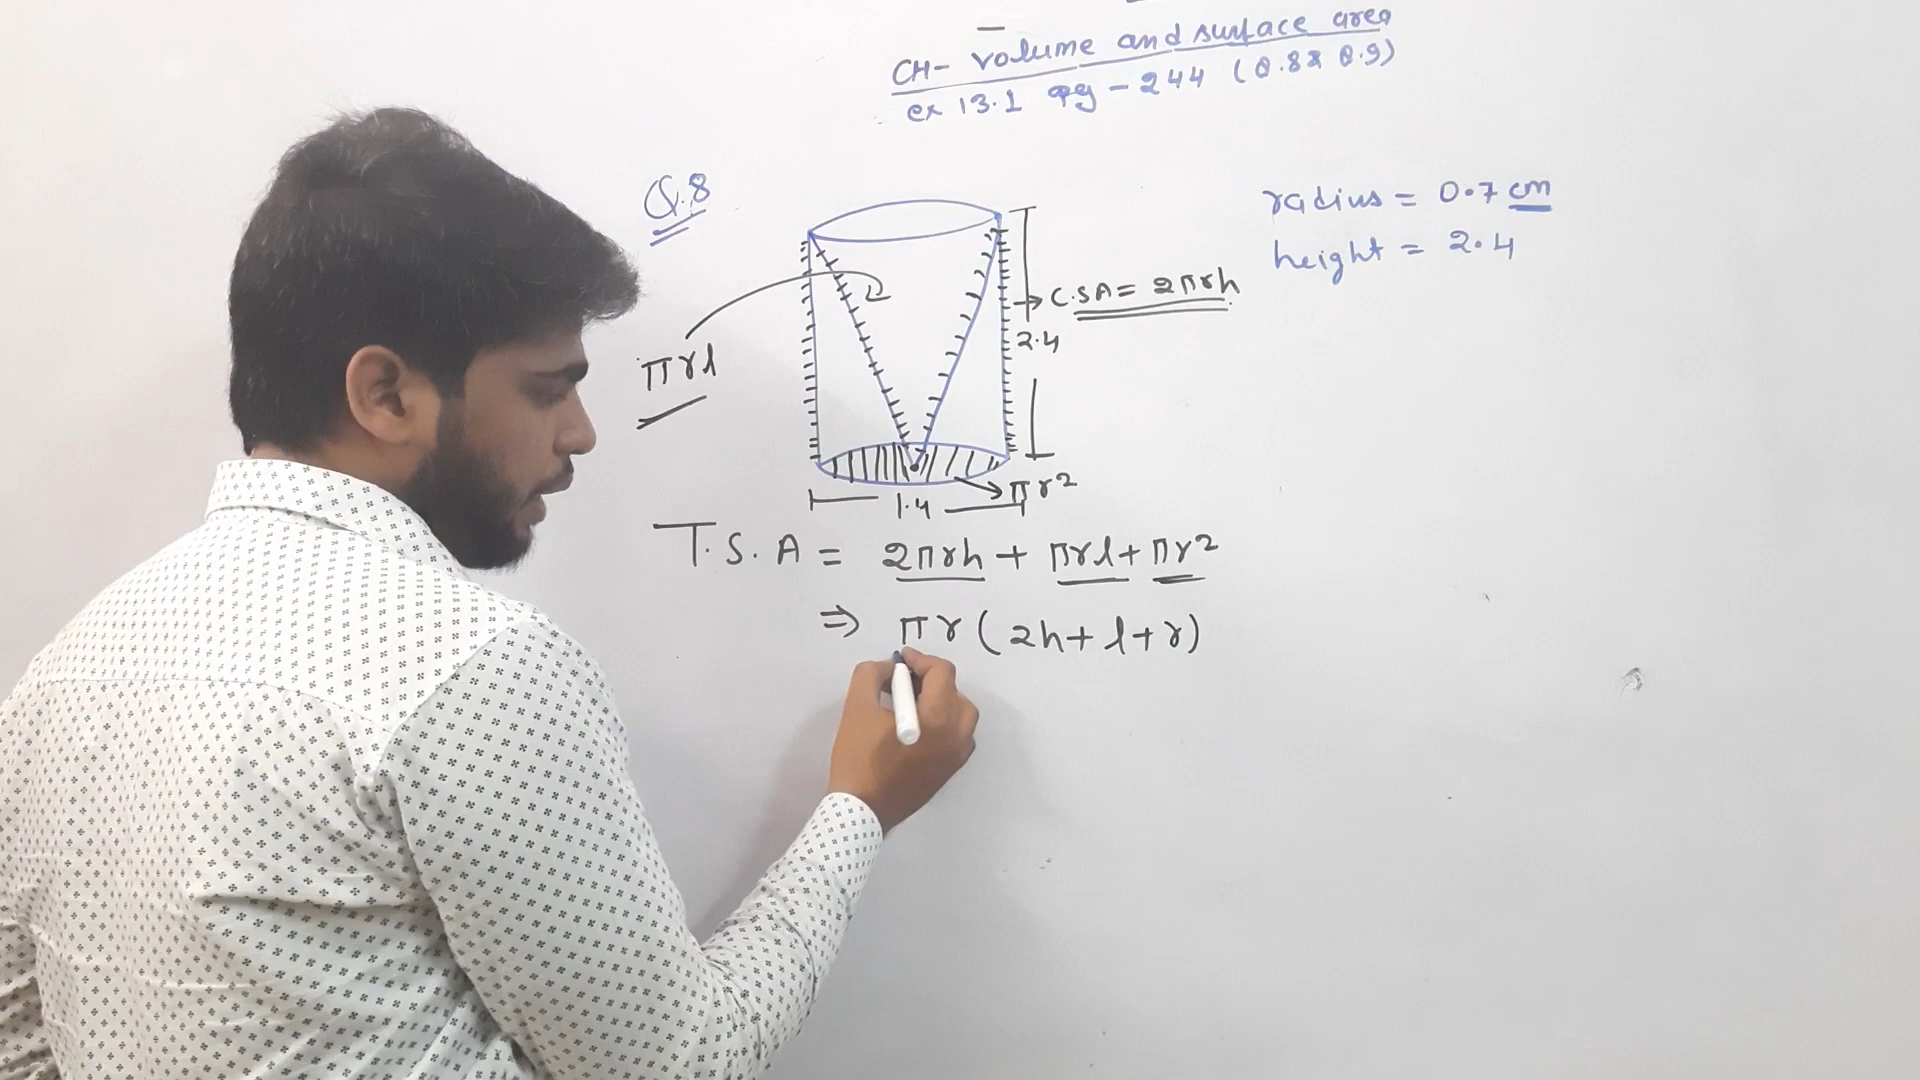 CH- volume and surface area
ex 13.1 pg - 244 (Q.8 & Q.9)
Q.8
radius = 0.7 cm
height = 2.4
C.SA = 2πrh
2.4
πrl
πr²
1.4
T.S.A = 2πrh + πrl + πr²
⇒ πr (2h + l + r)